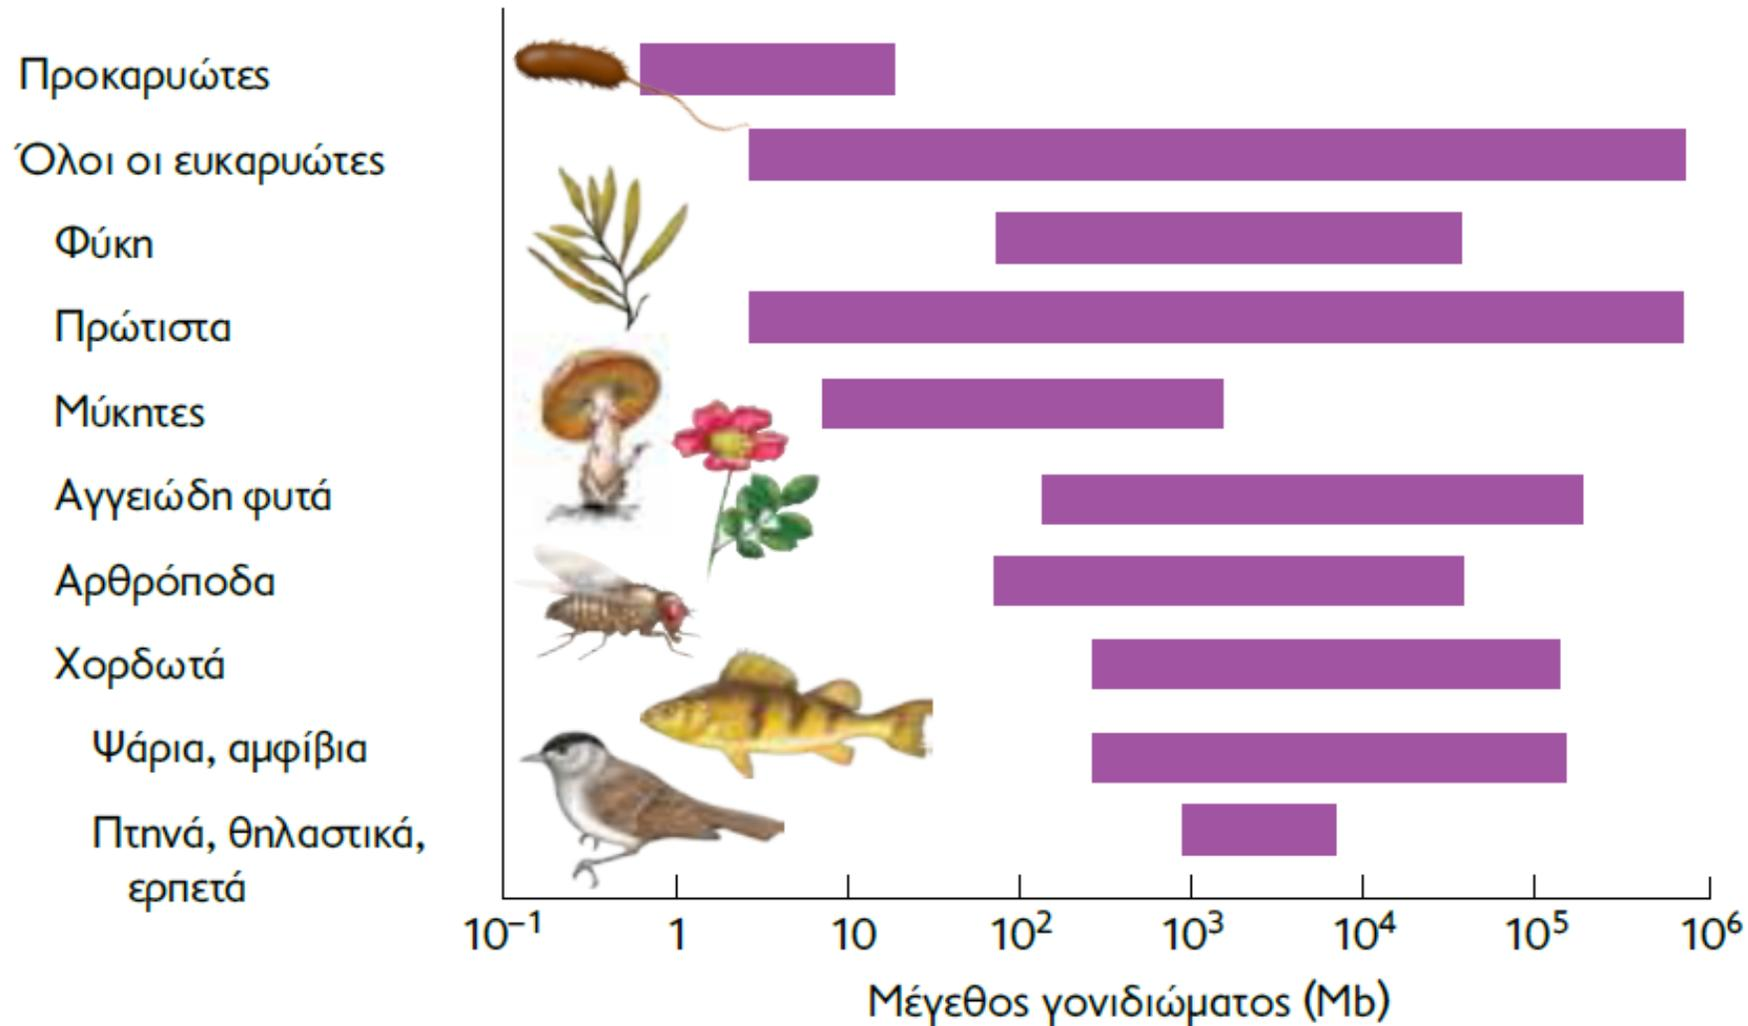 Προκαρυώτες
Όλοι οι ευκαρυώτες
Φύκη
Πρώτιστα
Μύκητες
Αγγειώδη φυτά
Αρθρόποδα
Χορδωτά
Ψάρια, αμφίβια
Πτηνά, θηλαστικά,
ερπετά
10⁻¹ 1 10 10² 10³ 10⁴ 10⁵ 10⁶
Μέγεθος γονιδιώματος (Mb)